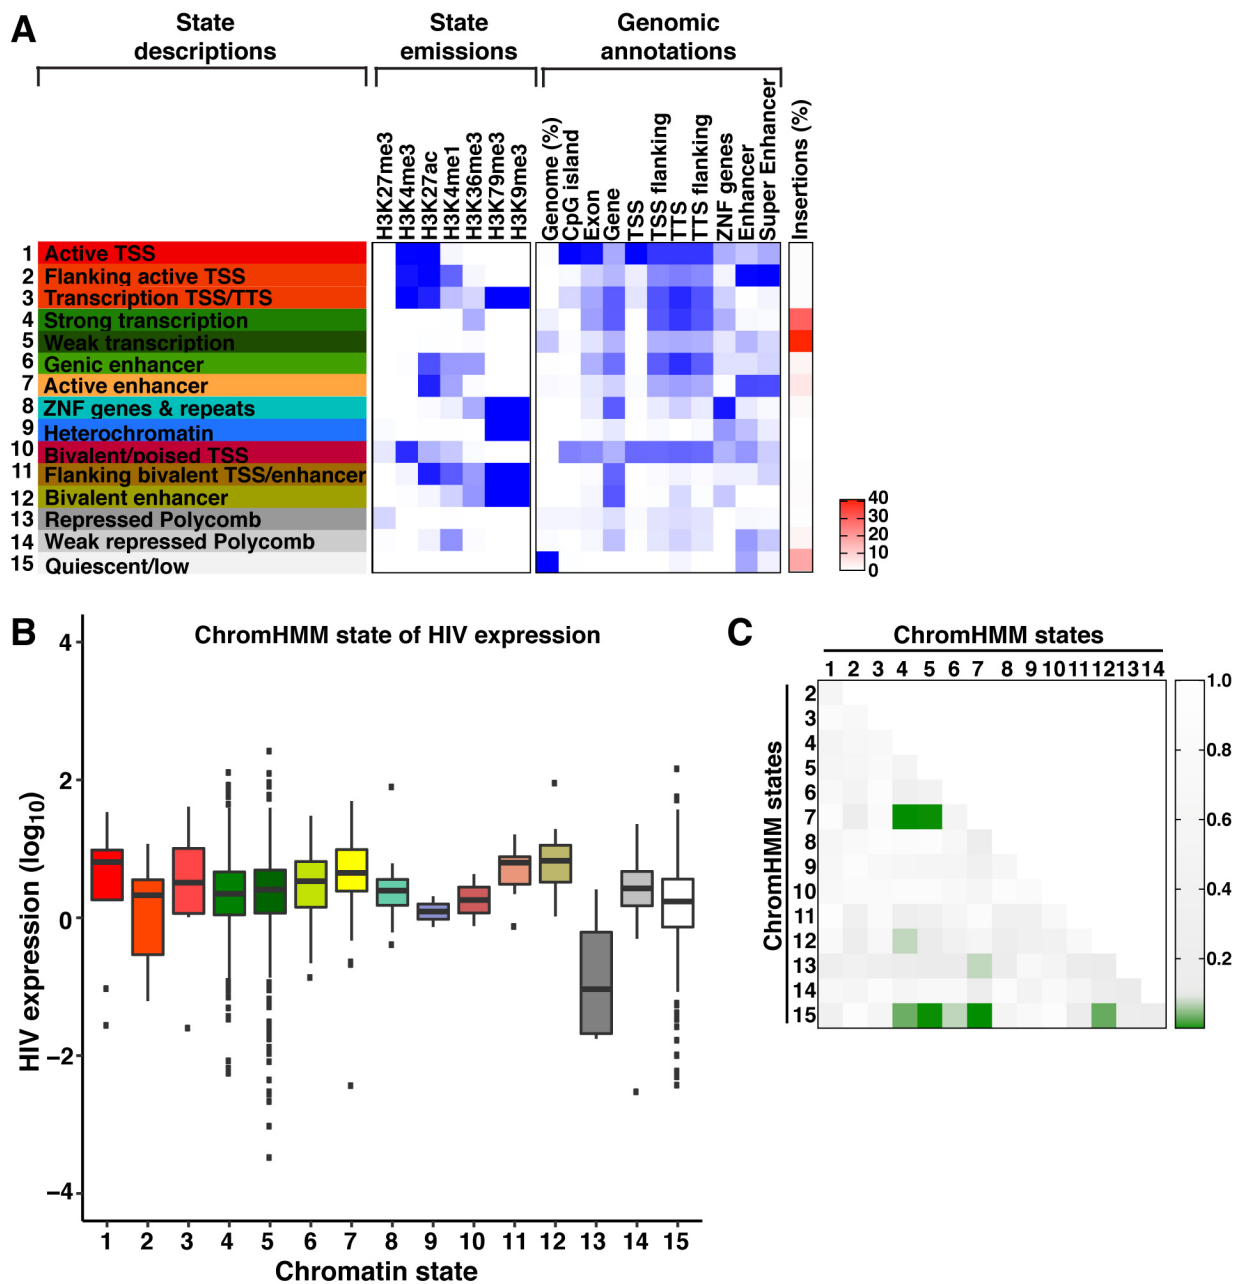 A
State
descriptions
State
emissions
Genomic
annotations
H3K27me3
H3K4me3
H3K27ac
H3K4me1
H3K36me3
H3K79me3
H3K9me3
Genome (%)
CpG island
Exon
Gene
TSS
TSS flanking
TTS
TTS flanking
ZNF genes
Enhancer
Super Enhancer
Insertions (%)
1 Active TSS
2 Flanking active TSS
3 Transcription TSS/TTS
4 Strong transcription
5 Weak transcription
6 Genic enhancer
7 Active enhancer
8 ZNF genes & repeats
9 Heterochromatin
10 Bivalent/poised TSS
11 Flanking bivalent TSS/enhancer
12 Bivalent enhancer
13 Repressed Polycomb
14 Weak repressed Polycomb
15 Quiescent/low
40
30
20
10
0
B
ChromHMM state of HIV expression
HIV expression (log10)
4
2
0
−2
−4
1 2 3 4 5 6 7 8 9 10 11 12 13 14 15
Chromatin state
C
ChromHMM states
1 2 3 4 5 6 7 8 9 10 11 12 13 14
ChromHMM states
2
3
4
5
6
7
8
9
10
11
12
13
14
15
1.0
0.8
0.6
0.4
0.2